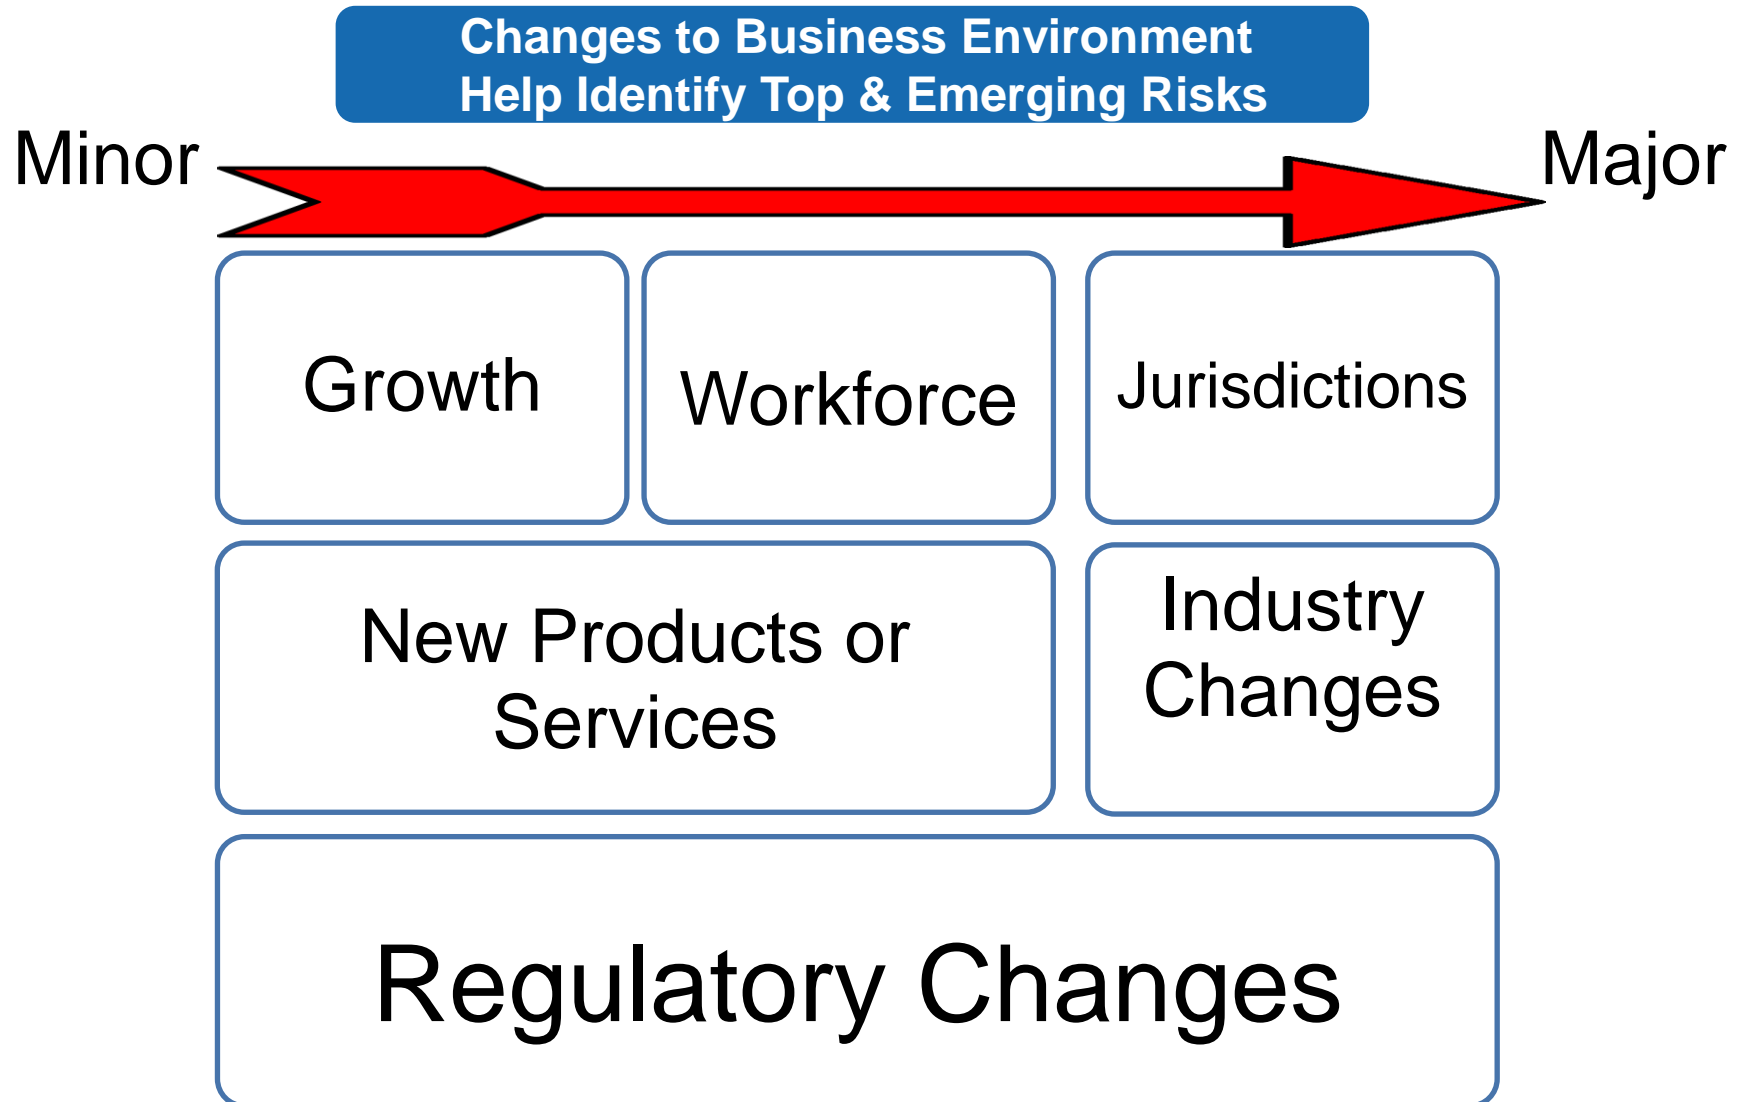 Changes to Business Environment
Help Identify Top & Emerging Risks
Minor
Major
Growth
Workforce
Jurisdictions
New Products or
Services
Industry
Changes
Regulatory Changes